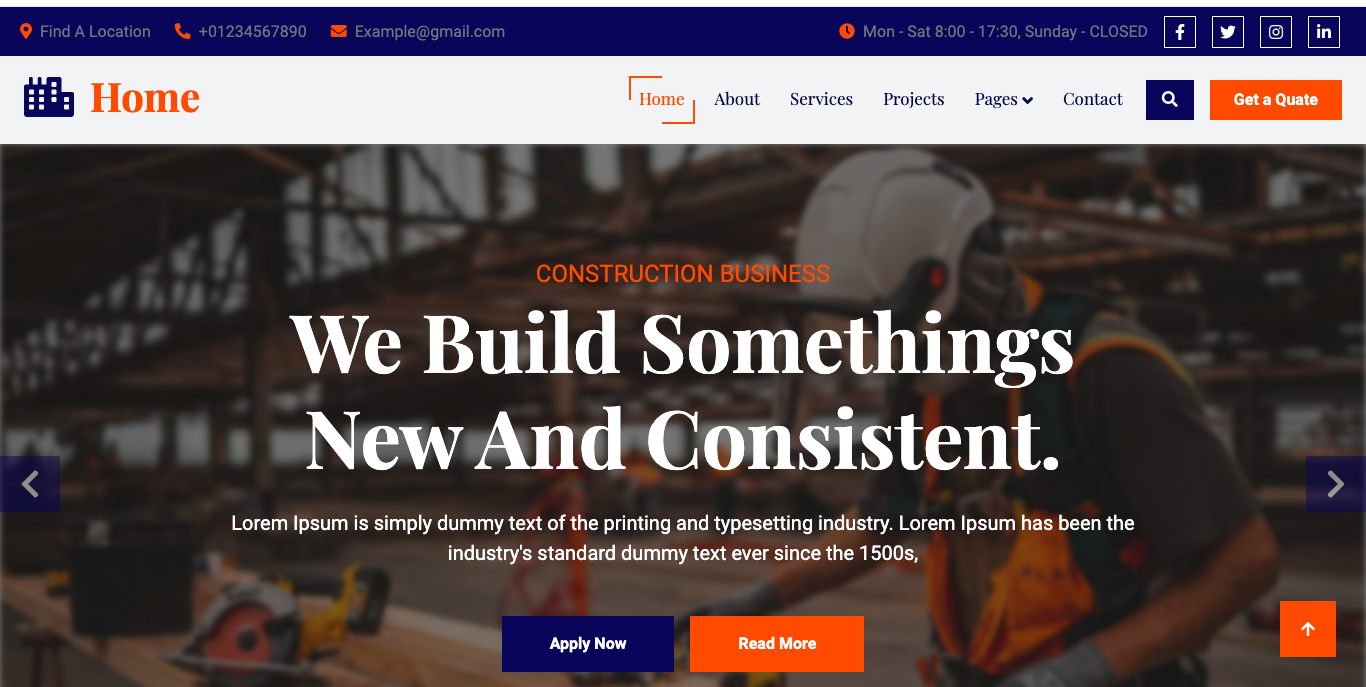 Find A Location +01234567890 Example@gmail.com Mon - Sat 8:00 - 17:30, Sunday - CLOSED
Home Home About Services Projects Pages Contact Get a Quate
CONSTRUCTION BUSINESS
We Build Somethings
New And Consistent.
Lorem Ipsum is simply dummy text of the printing and typesetting industry. Lorem Ipsum has been the
industry's standard dummy text ever since the 1500s,
Apply Now Read More